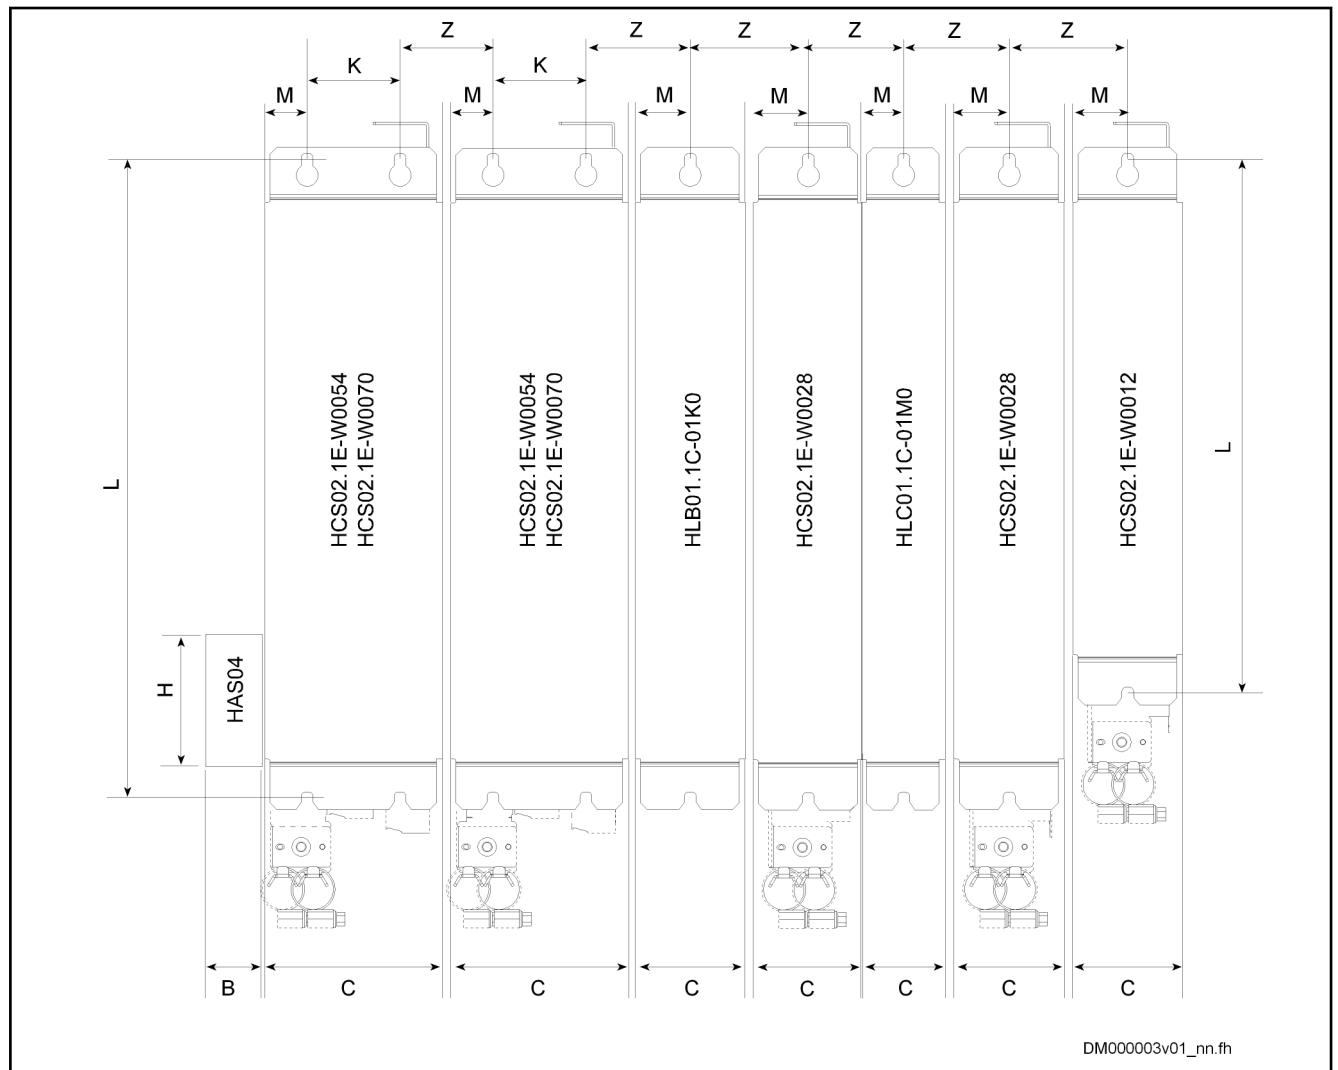 Z Z Z Z Z Z
K K
M M M M M M M
HCS02.1E-W0054
HCS02.1E-W0070
HCS02.1E-W0054
HCS02.1E-W0070
HLB01.1C-01K0
HCS02.1E-W0028
HLC01.1C-01M0
HCS02.1E-W0028
HCS02.1E-W0012
L
L
H
HAS04
B C C C C C C C
DM000003v01_nn.fh